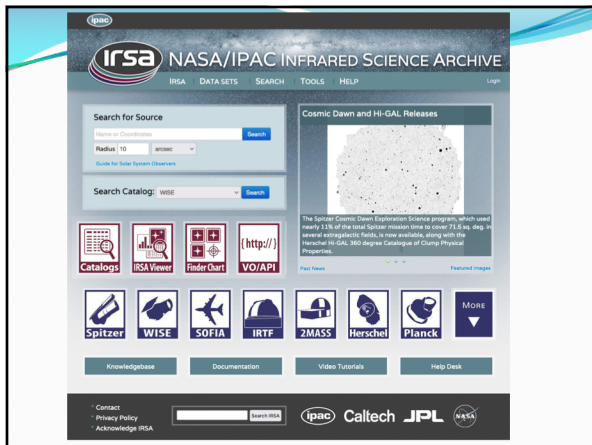 ipac
irsa NASA/IPAC INFRARED SCIENCE ARCHIVE
IRSA DATA SETS SEARCH TOOLS HELP Login
Search for Source
Name or Coordinates Search
Radius 10 arcsec
Guide for Solar System Observers
Search Catalog: WISE Search
Cosmic Dawn and Hi-GAL Releases
The Spitzer Cosmic Dawn Exploration Science program, which used
nearly 11% of the total Spitzer mission time to cover 71.5 sq. deg. in
several extragalactic fields, is now available, along with the
Herschel Hi-GAL 360 degree Catalogue of Clump Physical
Properties.
Past News Featured Images
Catalogs IRSA Viewer Finder Chart {http://} VO/API
Spitzer WISE SOFIA IRTF 2MASS Herschel Planck MORE
Knowledgebase Documentation Video Tutorials Help Desk
Contact
Privacy Policy
Acknowledge IRSA
Search IRSA
ipac Caltech JPL NASA